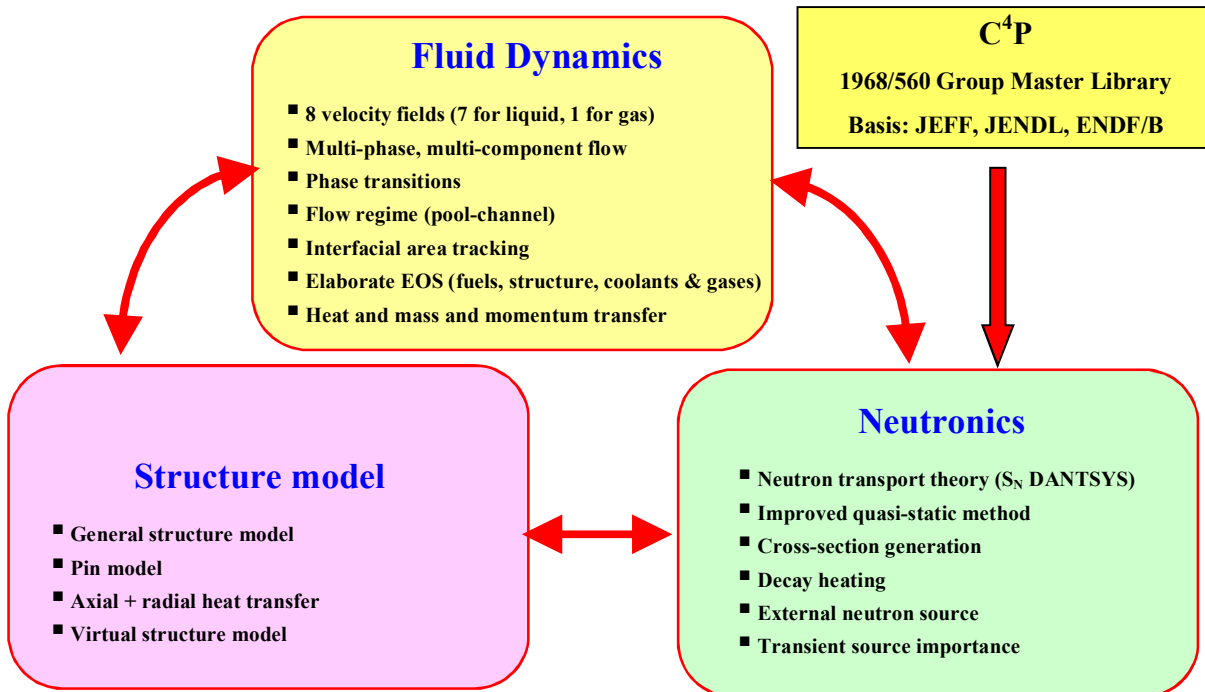 Fluid Dynamics
▪ 8 velocity fields (7 for liquid, 1 for gas)
▪ Multi-phase, multi-component flow
▪ Phase transitions
▪ Flow regime (pool-channel)
▪ Interfacial area tracking
▪ Elaborate EOS (fuels, structure, coolants & gases)
▪ Heat and mass and momentum transfer
C⁴P
1968/560 Group Master Library
Basis: JEFF, JENDL, ENDF/B
Structure model
▪ General structure model
▪ Pin model
▪ Axial + radial heat transfer
▪ Virtual structure model
Neutronics
▪ Neutron transport theory (S_N DANTSYS)
▪ Improved quasi-static method
▪ Cross-section generation
▪ Decay heating
▪ External neutron source
▪ Transient source importance